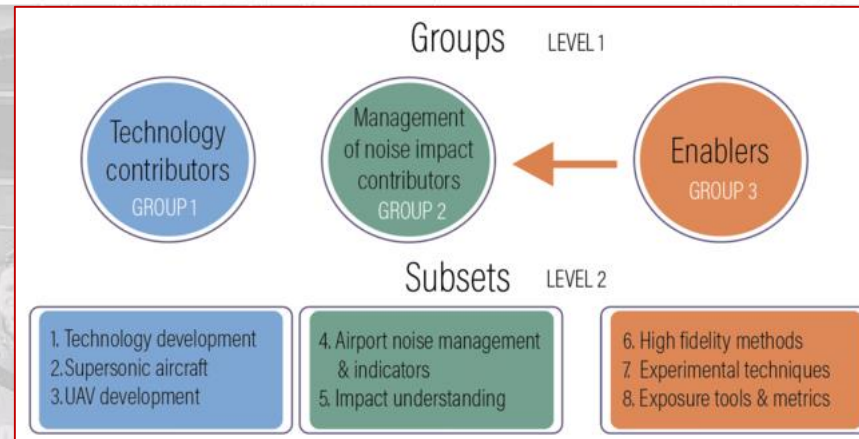 Groups LEVEL 1
Technology
contributors
GROUP 1
Management
of noise impact
contributors
GROUP 2
Enablers
GROUP 3
Subsets LEVEL 2
1. Technology development
2. Supersonic aircraft
3. UAV development
4. Airport noise management
& indicators
5. Impact understanding
6. High fidelity methods
7. Experimental techniques
8. Exposure tools & metrics